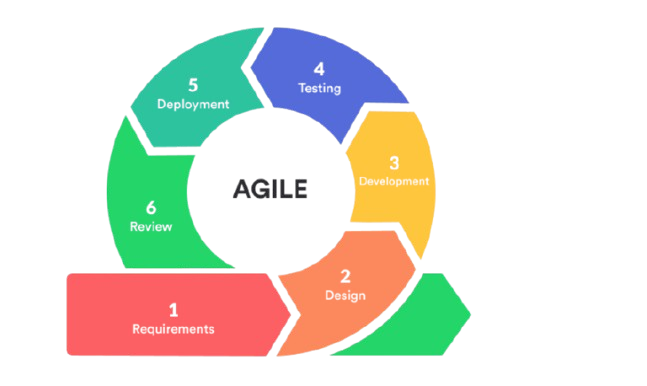 AGILE
1
Requirements
2
Design
3
Development
4
Testing
5
Deployment
6
Review